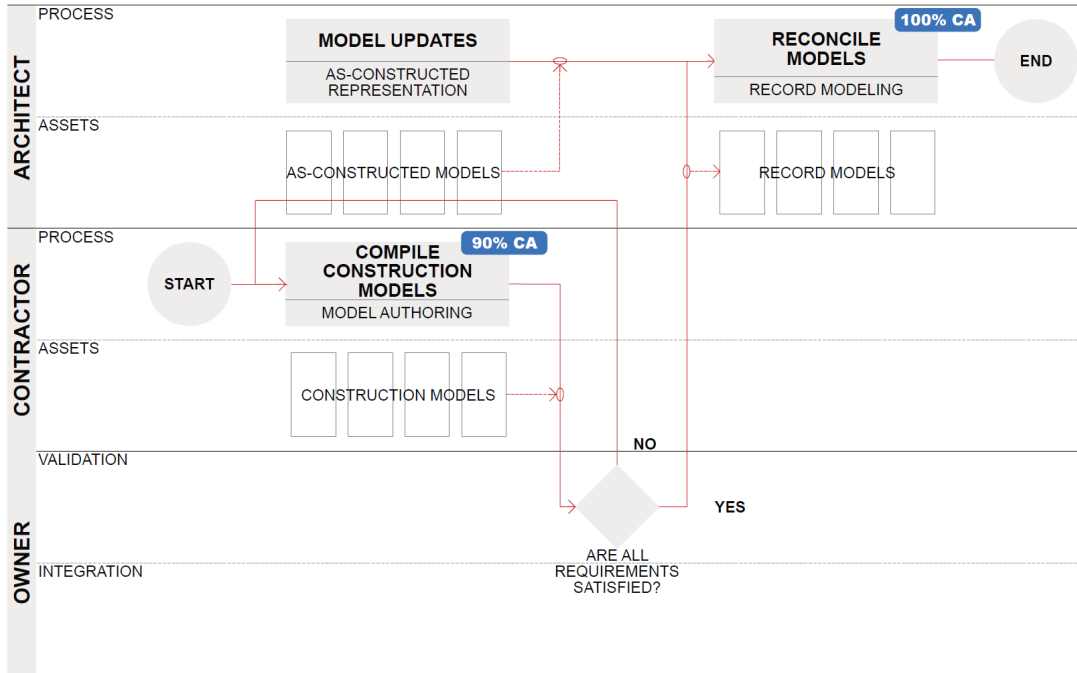 ARCHITECT
PROCESS
MODEL UPDATES
AS-CONSTRUCTED
REPRESENTATION
100% CA
RECONCILE
MODELS
RECORD MODELING
END
ASSETS
AS-CONSTRUCTED MODELS
RECORD MODELS
CONTRACTOR
PROCESS
START
90% CA
COMPILE
CONSTRUCTION
MODELS
MODEL AUTHORING
ASSETS
CONSTRUCTION MODELS
OWNER
VALIDATION
NO
YES
ARE ALL
REQUIREMENTS
SATISFIED?
INTEGRATION